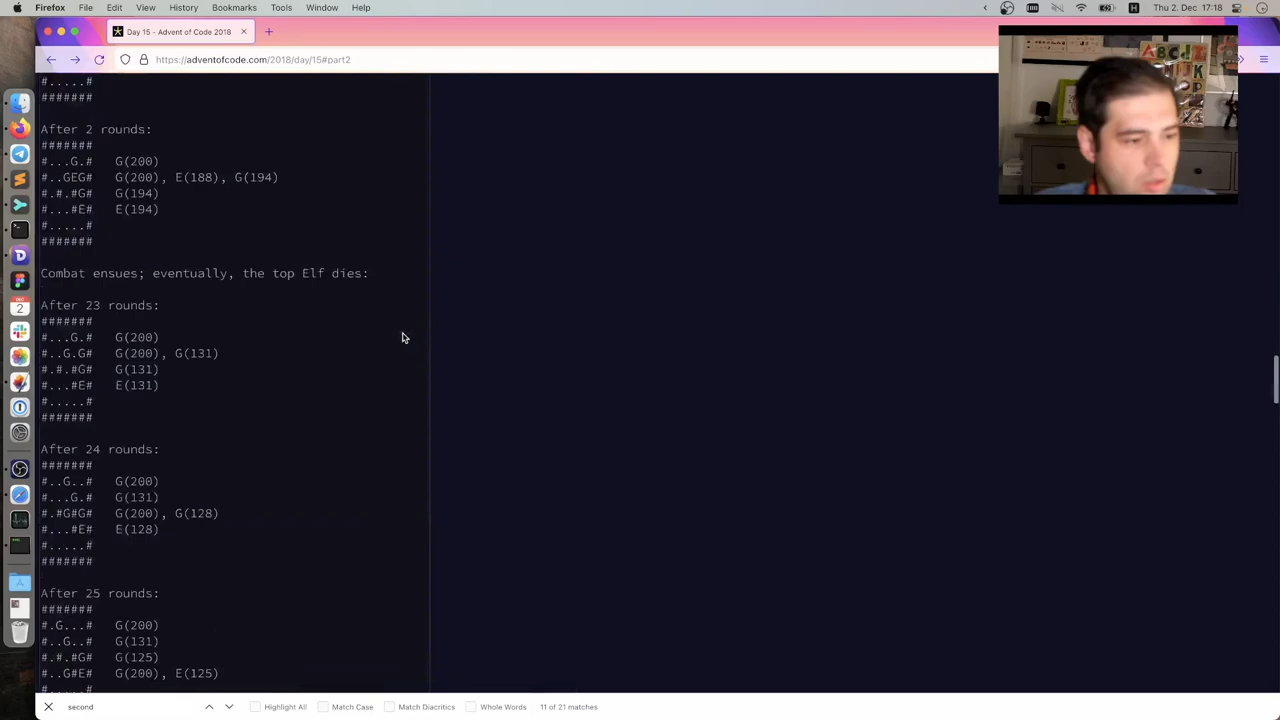 Firefox File Edit View History Bookmarks Tools Window Help
Thu 2. Dec 17:18
Day 15 - Advent of Code 2018
https://adventofcode.com/2018/day/15#part2
#.....#
#######
After 2 rounds:
#######
#...G.#   G(200)
#..GEG#   G(200), E(188), G(194)
#.#.#G#   G(194)
#...#E#   E(194)
#.....#
#######
Combat ensues; eventually, the top Elf dies:
After 23 rounds:
#######
#...G.#   G(200)
#..G.G#   G(200), G(131)
#.#.#G#   G(131)
#...#E#   E(131)
#.....#
#######
After 24 rounds:
#######
#..G..#   G(200)
#...G.#   G(131)
#.#G#G#   G(200), G(128)
#...#E#   E(128)
#.....#
#######
After 25 rounds:
#######
#.G...#   G(200)
#..G..#   G(131)
#.#.#G#   G(125)
#..G#E#   G(200), E(125)
#.....#
second
Highlight All Match Case Match Diacritics Whole Words 11 of 21 matches
DEC
2